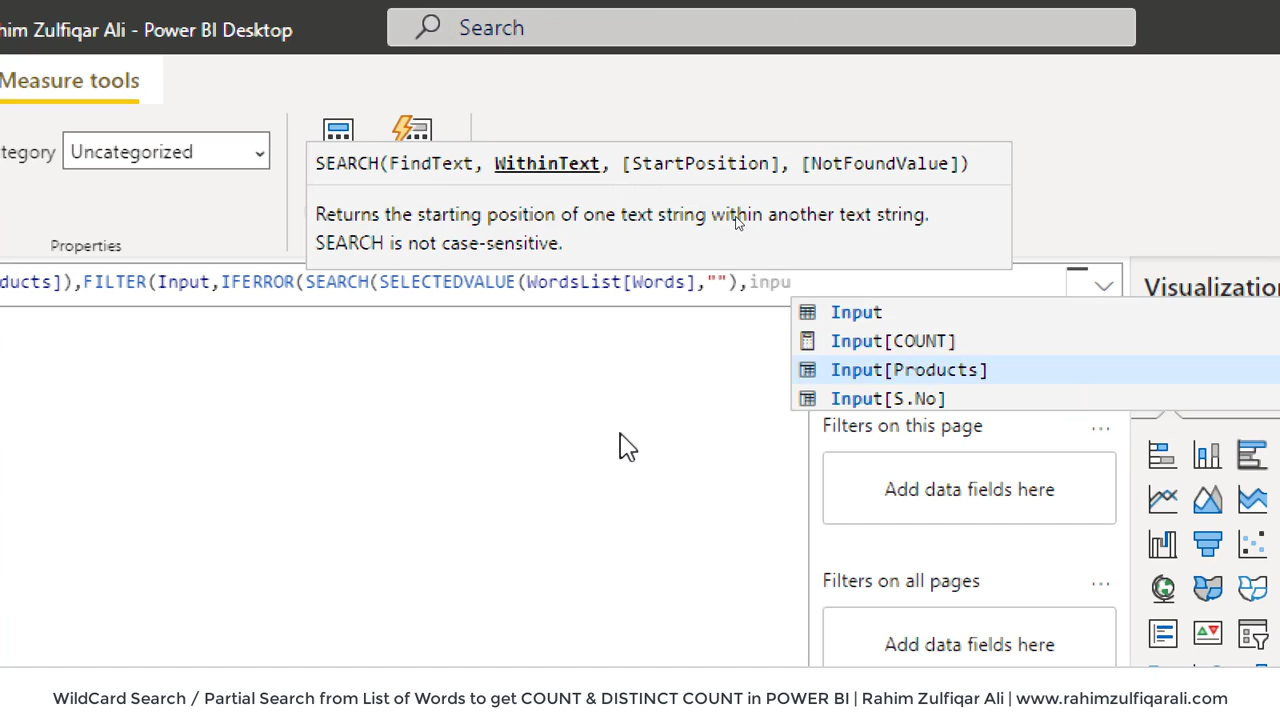 him Zulfiqar Ali - Power BI Desktop
Search
Measure tools
tegory
Uncategorized
SEARCH(FindText, WithinText, [StartPosition], [NotFoundValue])
Returns the starting position of one text string within another text string.
SEARCH is not case-sensitive.
Properties
ducts]),FILTER(Input,IFERROR(SEARCH(SELECTEDVALUE(WordsList[Words],""),inpu
Visualization
Input
Input[COUNT]
Input[Products]
Input[S.No]
Filters on this page
...
Add data fields here
Filters on all pages
...
Add data fields here
WildCard Search / Partial Search from List of Words to get COUNT & DISTINCT COUNT in POWER BI | Rahim Zulfiqar Ali | www.rahimzulfiqarali.com